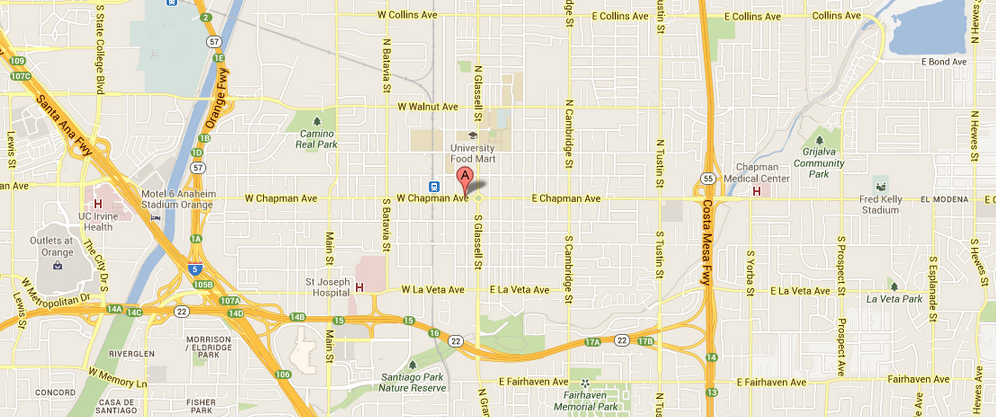 W Collins Ave
E Collins Ave
E Collins Ave
Collins Ave
S State College Blvd
2
57
1E
109
107C
Orange Fwy
Santa Ana Fwy
N Batavia St
N Glassell St
N Cambridge St
N Tustin St
N Hewes St
E Bond Ave
W Walnut Ave
Camino
Real Park
University
Food Mart
Grijalva
Community
Park
Lewis St
1B
1D
57
55
A
Chapman
Medical Center
H
Fred Kelly
Stadium
EL MODENA
Motel 6 Anaheim
Stadium Orange
W Chapman Ave
W Chapman Ave
E Chapman Ave
H
UC Irvine
Health
Outlets at
Orange
The City Dr S
1A
5
105B
107A
Main St
S Batavia St
S Glassell St
S Cambridge St
S Tustin St
Costa Mesa Fwy
S Yorba St
S Prospect St
S Esplanade St
S Hewes St
St Joseph
Hospital
H
W La Veta Ave
E La Veta Ave
E La Veta Ave
La Veta Park
W Metropolitan Dr
Lewis St
14A
14C
22
14D
14B
15
15
16
22
17A
22
17B
14
13
RIVERGLEN
MORRISON
/ ELDRIDGE
PARK
Main St
106
Santiago Park
Nature Reserve
W Memory Ln
CONCORD
CASA DE
SANTIAGO
FISHER
PARK
E Fairhaven Ave
E Fairhaven Ave
Fairhaven Ave
Fairhaven
Memorial Park
Prospect Ave
Hewes Ave